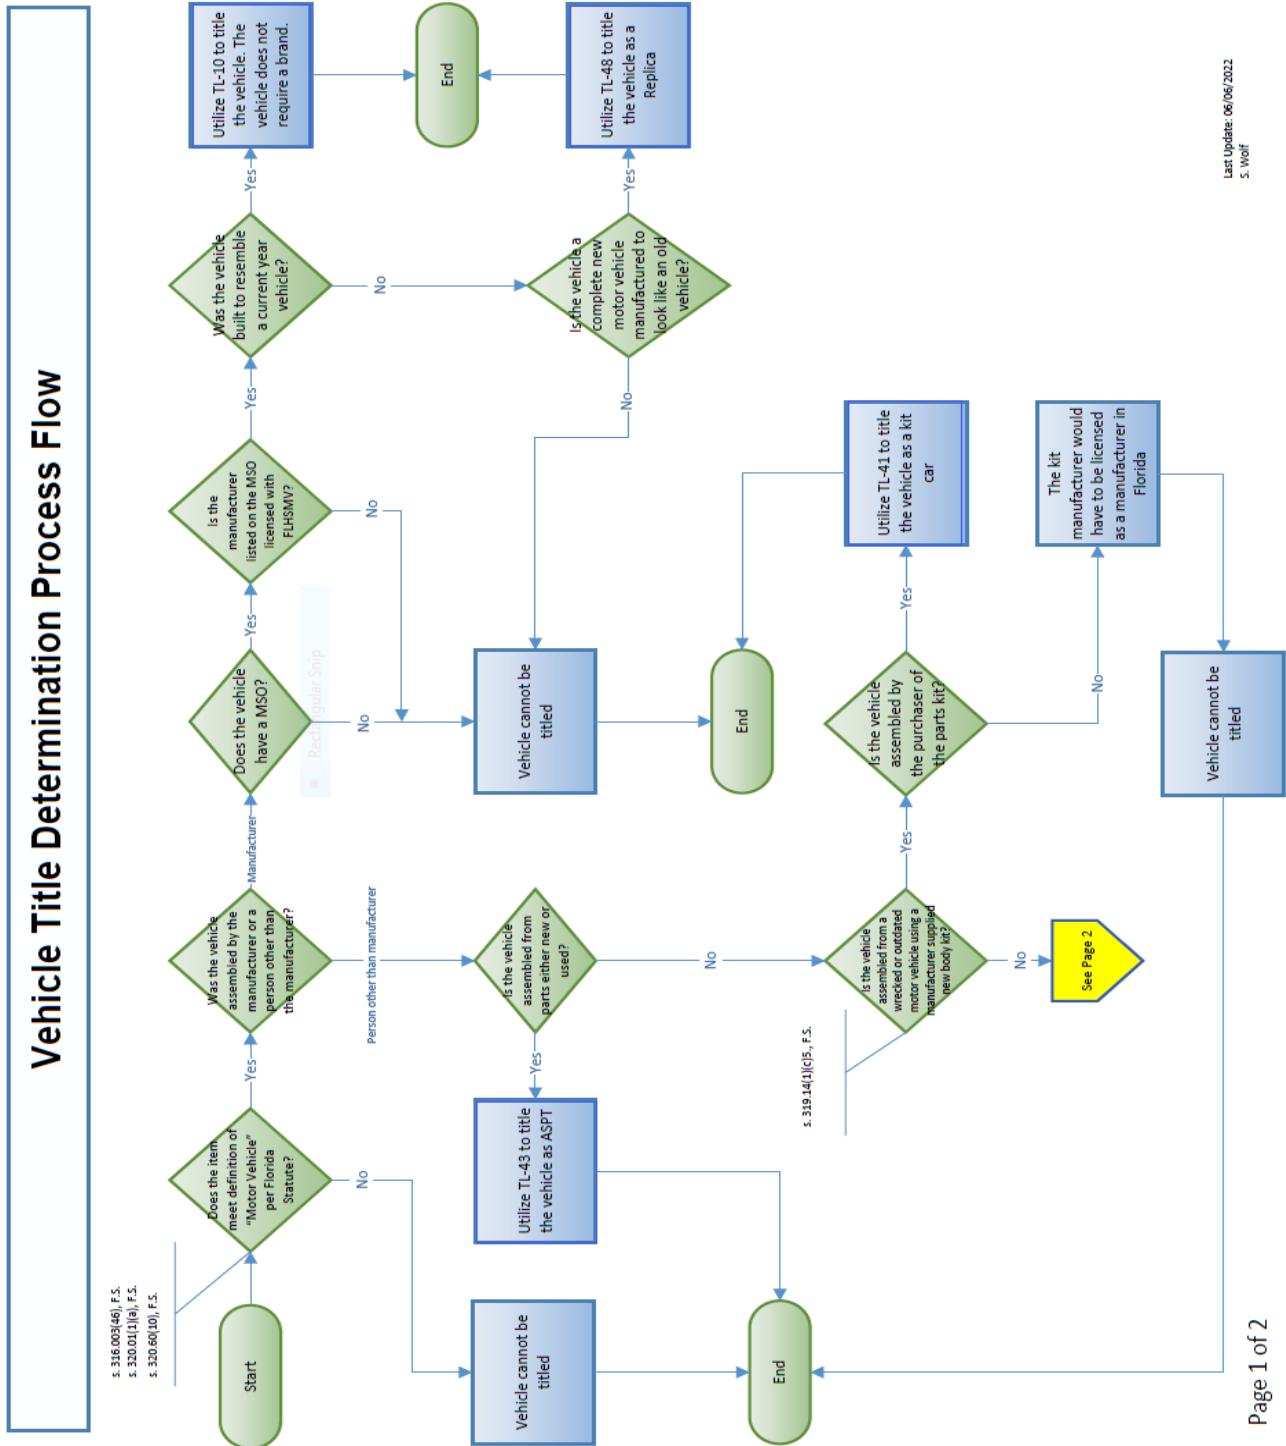 Vehicle Title Determination Process Flow
s. 316.003(46), F.S.
s. 320.01(1)(a), F.S.
s. 320.60(10), F.S.
Start
Does the item
meet definition of
“Motor Vehicle”
per Florida
Statute?
Yes
No
Vehicle cannot be
titled
End
Was the vehicle
assembled by the
manufacturer or a
person other than
the manufacturer?
Manufacturer
Person other than manufacturer
Does the vehicle
have a MSO?
Yes
No
Is the
manufacturer
listed on the MSO
licensed with
FLHSMV?
Yes
No
Was the vehicle
built to resemble
a current year
vehicle?
Yes
No
Utilize TL-10 to title
the vehicle. The
vehicle does not
require a brand.
End
Is the vehicle a
complete new
motor vehicle
manufactured to
look like an old
vehicle?
Yes
No
Utilize TL-48 to title
the vehicle as a
Replica
Rectangular Snip
Vehicle cannot be
titled
End
Is the vehicle
assembled from
parts either new or
used?
Yes
No
Utilize TL-43 to title
the vehicle as ASPT
s. 319.14(1)(c)5., F.S.
Is the vehicle
assembled from a
wrecked or outdated
motor vehicle using a
manufacturer supplied
new body kit?
Yes
No
See Page 2
Is the vehicle
assembled by
the purchaser of
the parts kit?
Yes
No
Utilize TL-41 to title
the vehicle as a kit
car
The kit
manufacturer would
have to be licensed
as a manufacturer in
Florida
Vehicle cannot be
titled
Page 1 of 2
Last Update: 06/06/2022
S. Wolf